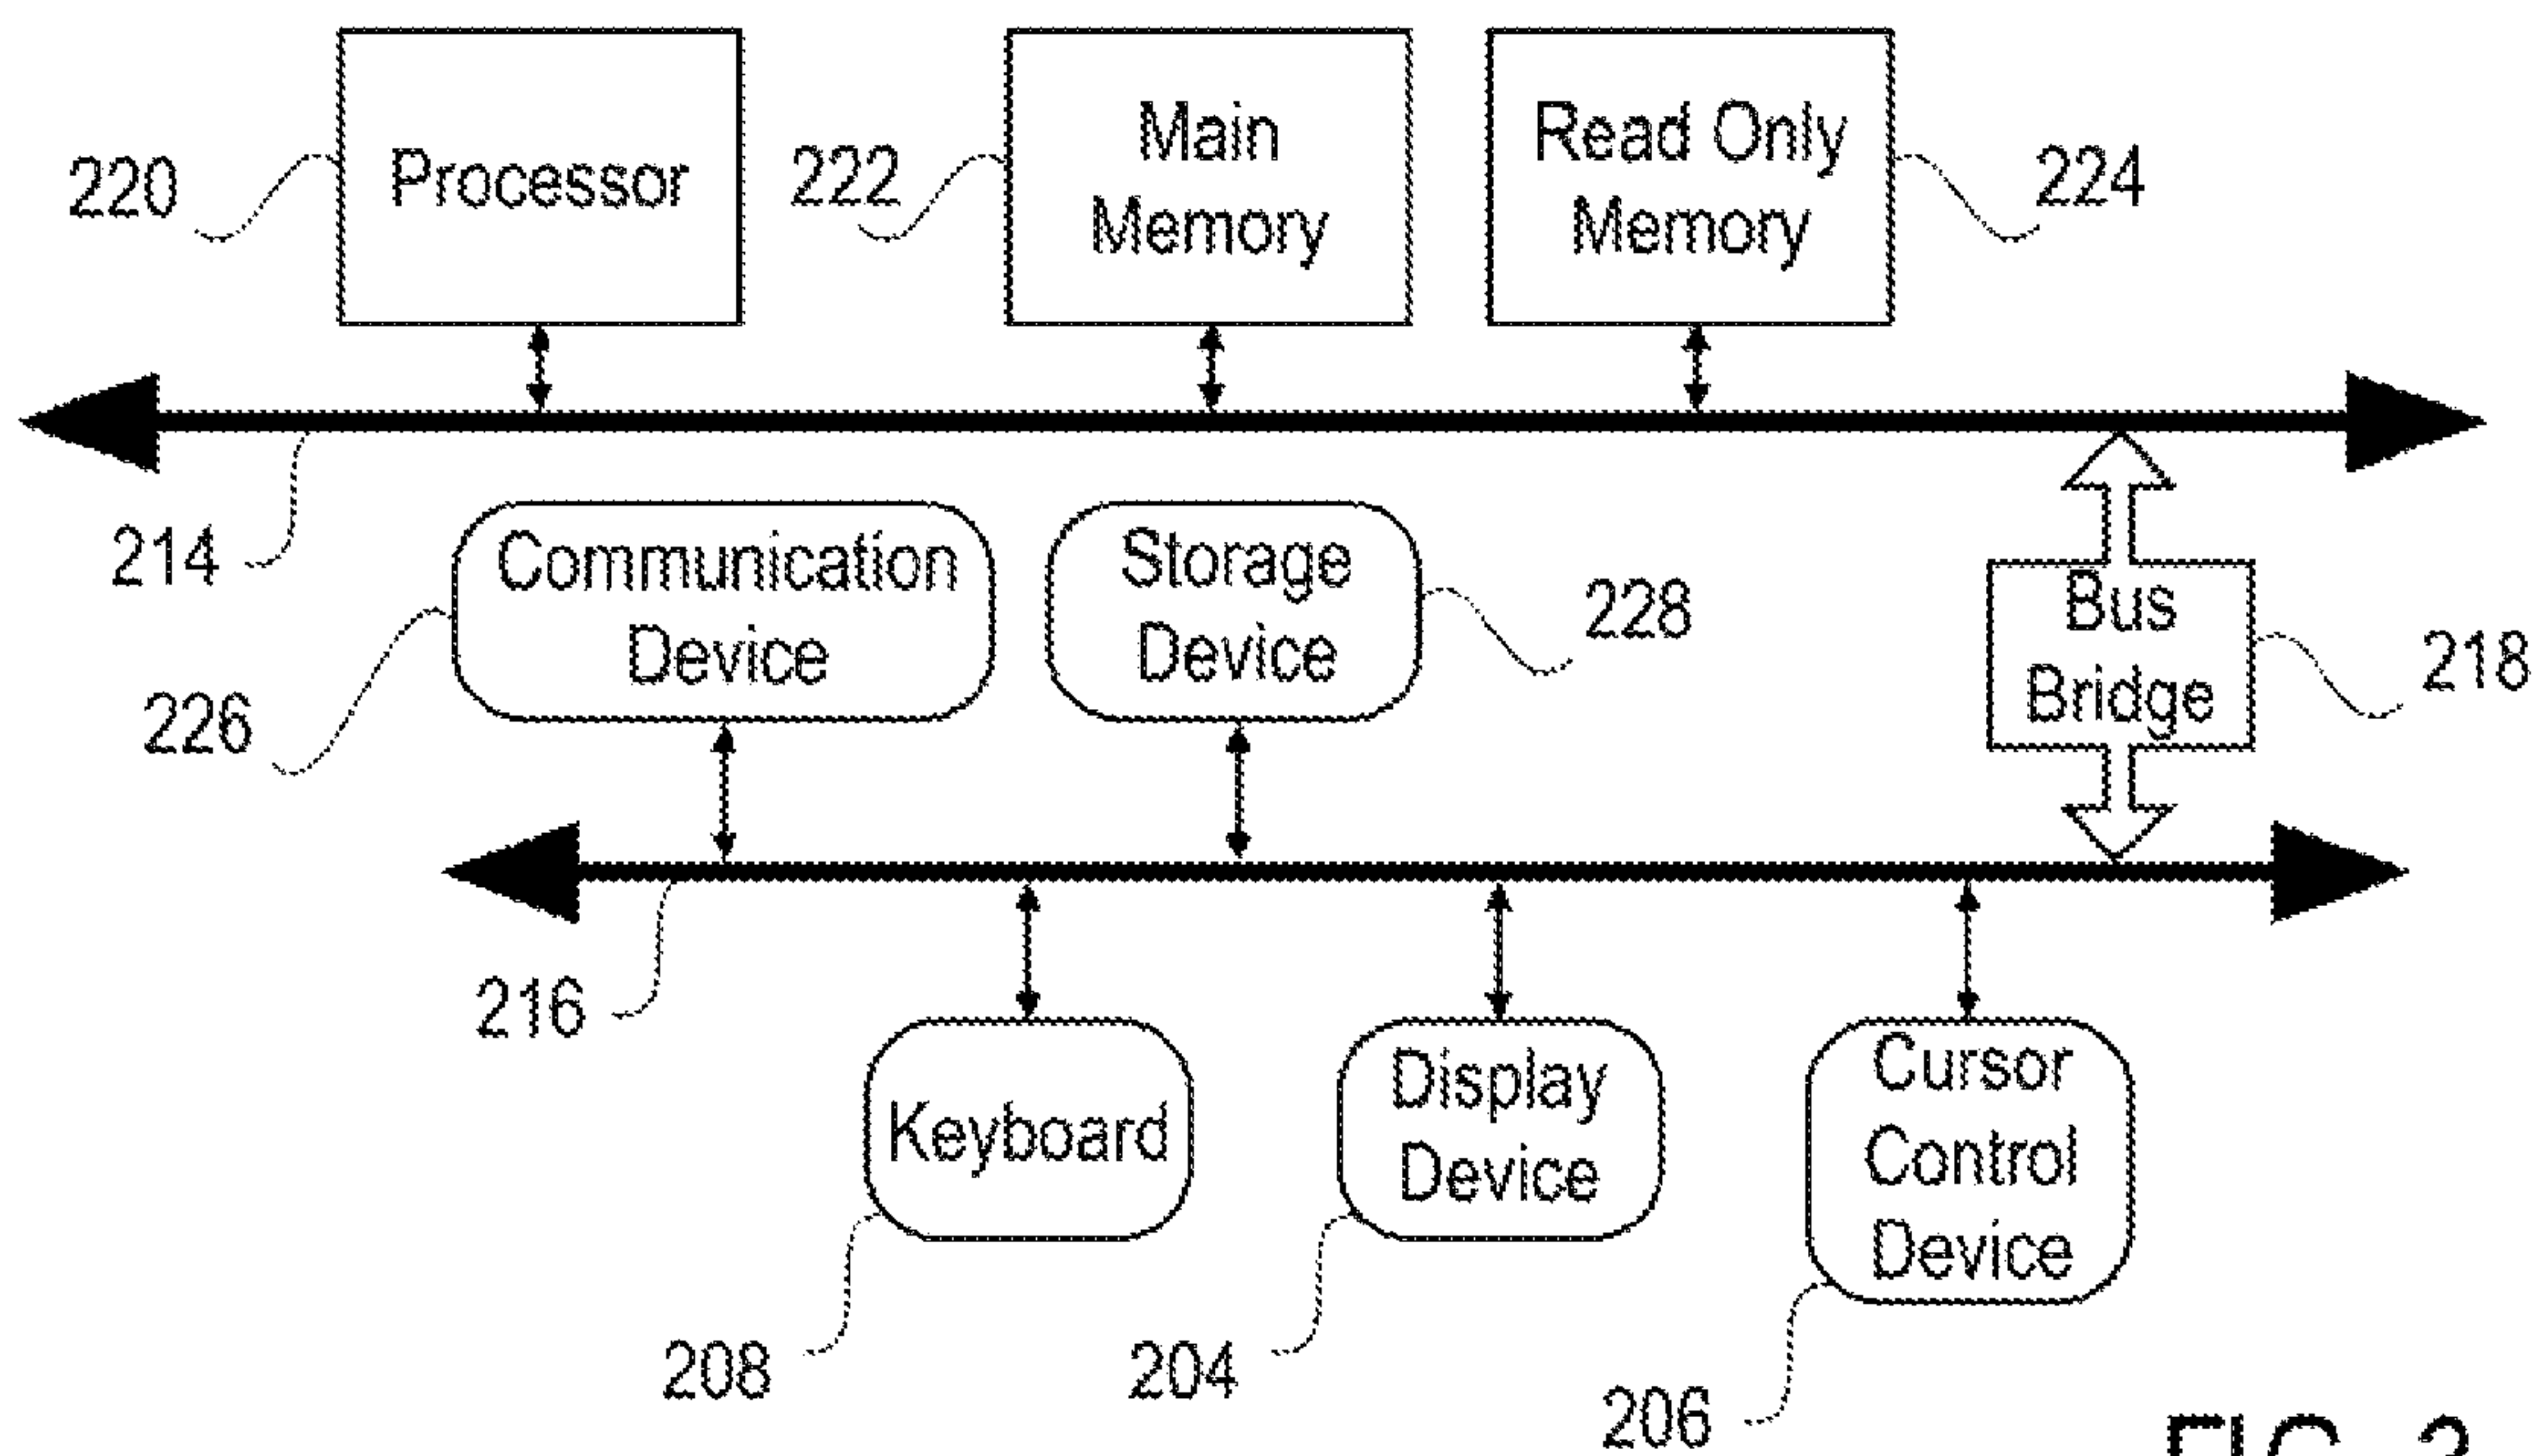 Processor
Main
Memory
Read Only
Memory
220
222
224
214
Communication
Device
Storage
Device
228
Bus
Bridge
218
226
216
Keyboard
Display
Device
Cursor
Control
Device
208
204
206
FIG.